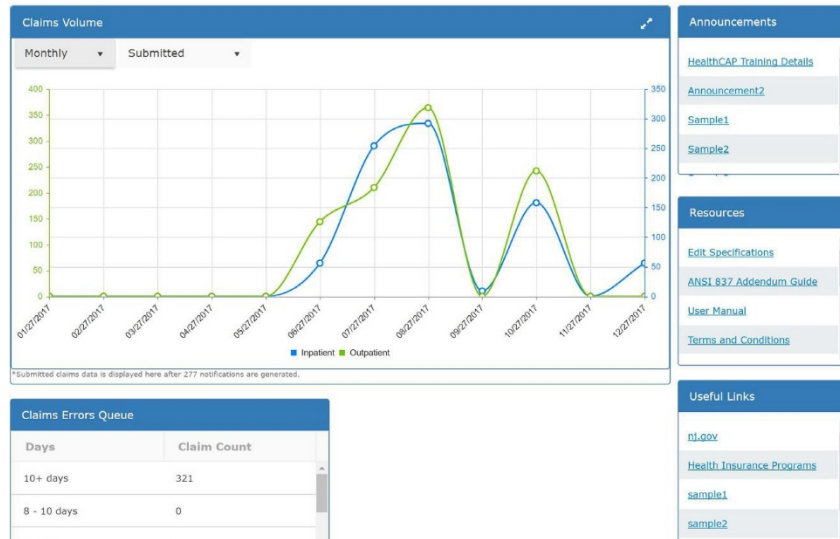 Claims Volume
Monthly
Submitted
400
350
300
250
200
150
100
50
0
350
300
250
200
150
100
50
0
01/27/2017
02/27/2017
03/27/2017
04/27/2017
05/27/2017
06/27/2017
07/27/2017
08/27/2017
09/27/2017
10/27/2017
11/27/2017
12/27/2017
Inpatient Outpatient
*Submitted claims data is displayed here after 277 notifications are generated.
Claims Errors Queue
Days Claim Count
10+ days 321
8 - 10 days 0
Announcements
HealthCAP Training Details
Announcement2
Sample1
Sample2
Resources
Edit Specifications
ANSI 837 Addendum Guide
User Manual
Terms and Conditions
Useful Links
nj.gov
Health Insurance Programs
sample1
sample2